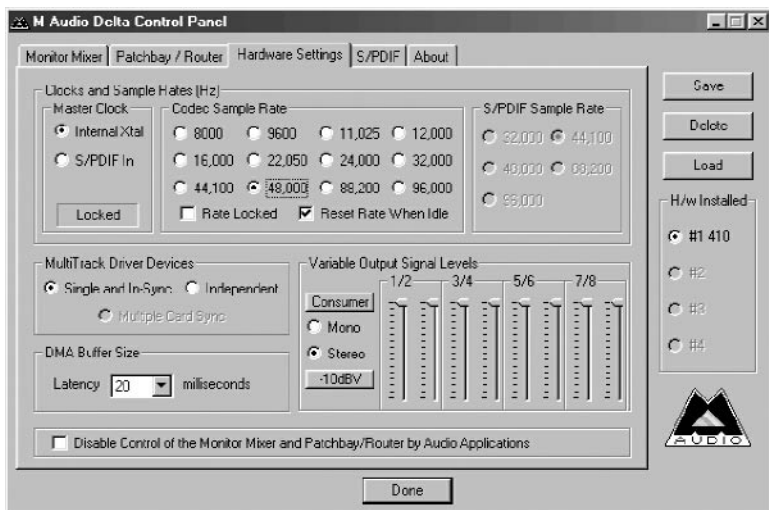 M Audio Delta Control Panel
Monitor Mixer
Patchbay / Router
Hardware Settings
S/PDIF
About
Clocks and Sample Rates (Hz)
Master Clock
Internal Xtal
S/PDIF In
Locked
Codec Sample Rate
8000 9600 11,025 12,000
16,000 22,050 24,000 32,000
44,100 48,000 88,200 96,000
Rate Locked
Reset Rate When Idle
S/PDIF Sample Rate
32,000 44,100
48,000 88,200
96,000
Save
Delete
Load
H/w Installed
#1 410
#2
#3
#4
MultiTrack Driver Devices
Single and In-Sync
Independent
Multiple Card Sync
DMA Buffer Size
Latency 20 miliseconds
Variable Output Signal Levels
1/2 3/4 5/6 7/8
Consumer
Mono
Stereo
-10dBV
Disable Control of the Monitor Mixer and Patchbay/Router by Audio Applications
M
AUDIO
Done